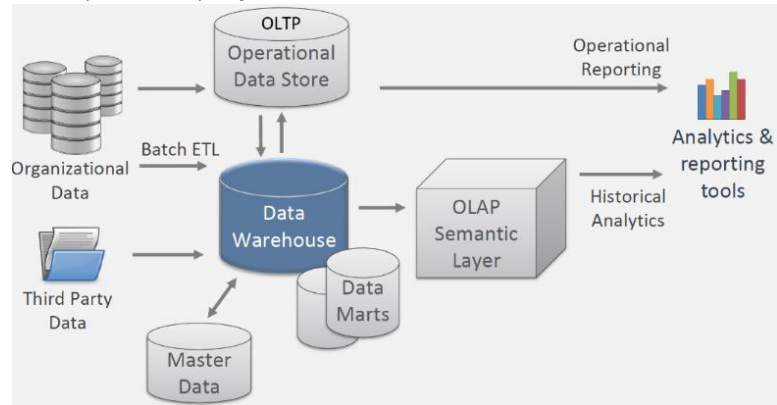 OLTP
Operational
Data Store
Operational
Reporting
Organizational
Data
Batch ETL
Data
Warehouse
OLAP
Semantic
Layer
Historical
Analytics
Analytics &
reporting
tools
Third Party
Data
Data
Marts
Master
Data